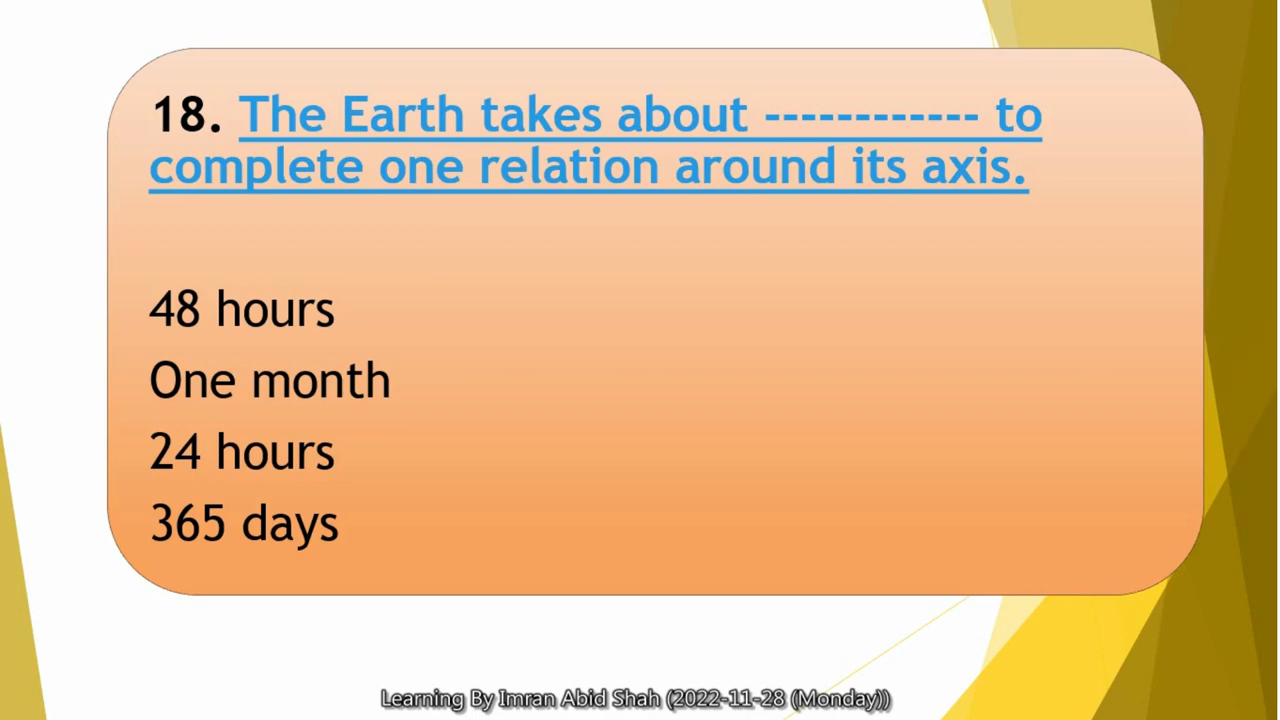 18. The Earth takes about ------------ to
complete one relation around its axis.
48 hours
One month
24 hours
365 days
Learning By Imran Abid Shah (2022-11-28 (Monday))